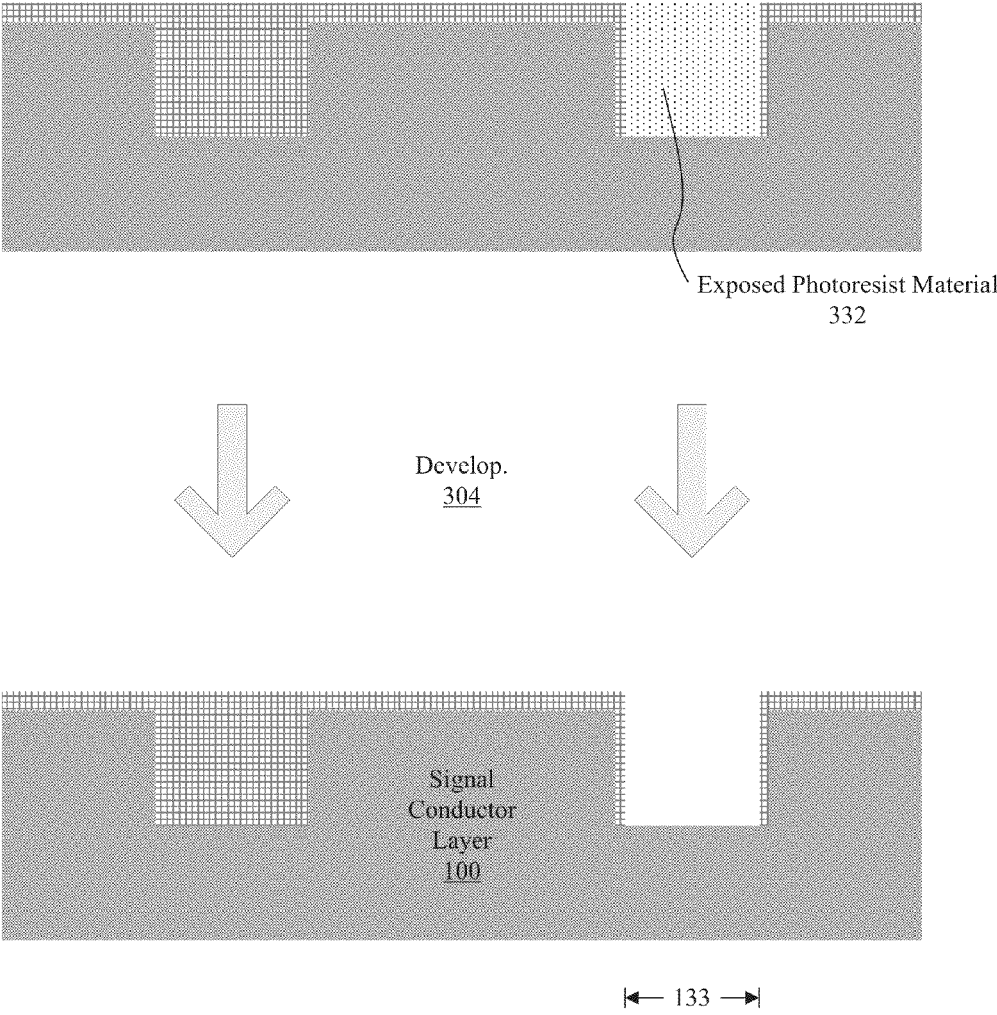 Exposed Photoresist Material
332
Develop.
304
Signal
Conductor
Layer
100
133